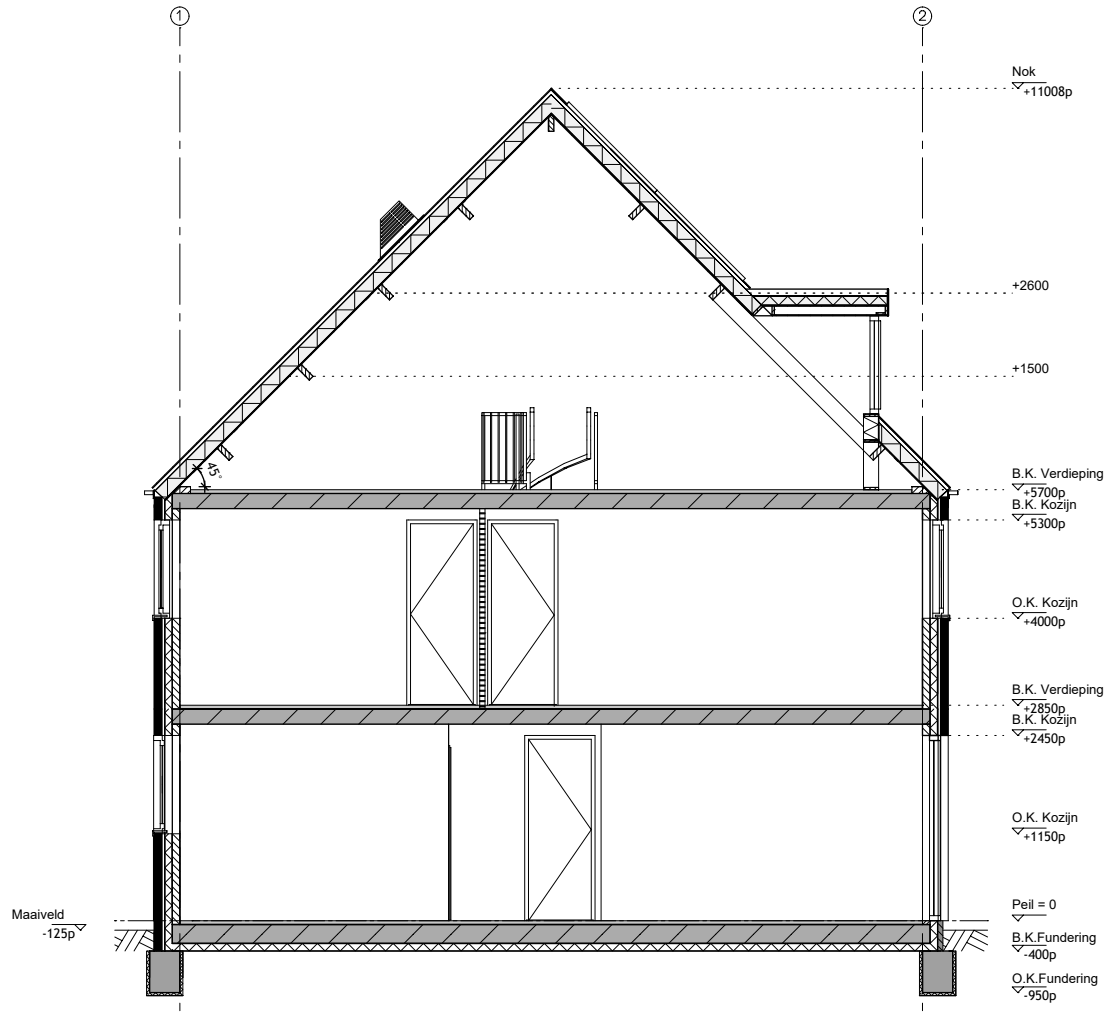 1
2
Nok
+11008p
+2600
+1500
45°
B.K. Verdieping
+5700p
B.K. Kozijn
+5300p
O.K. Kozijn
+4000p
B.K. Verdieping
+2850p
B.K. Kozijn
+2450p
O.K. Kozijn
+1150p
Maaiveld
-125p
Peil = 0
B.K.Fundering
-400p
O.K.Fundering
-950p